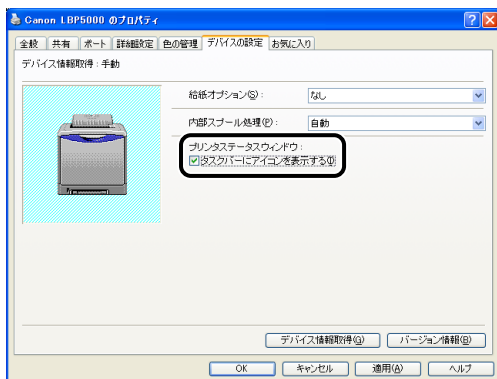 Canon LBP5000 のプロパティ
全般 共有 ポート 詳細設定 色の管理 デバイスの設定 お気に入り
デバイス情報取得：手動
給紙オプション(S)： なし
内部スプール処理(P)： 自動
プリンタステータスウィンドウ：
タスクバーにアイコンを表示する(I)
デバイス情報取得(G) バージョン情報(B)
OK キャンセル 適用(A) ヘルプ